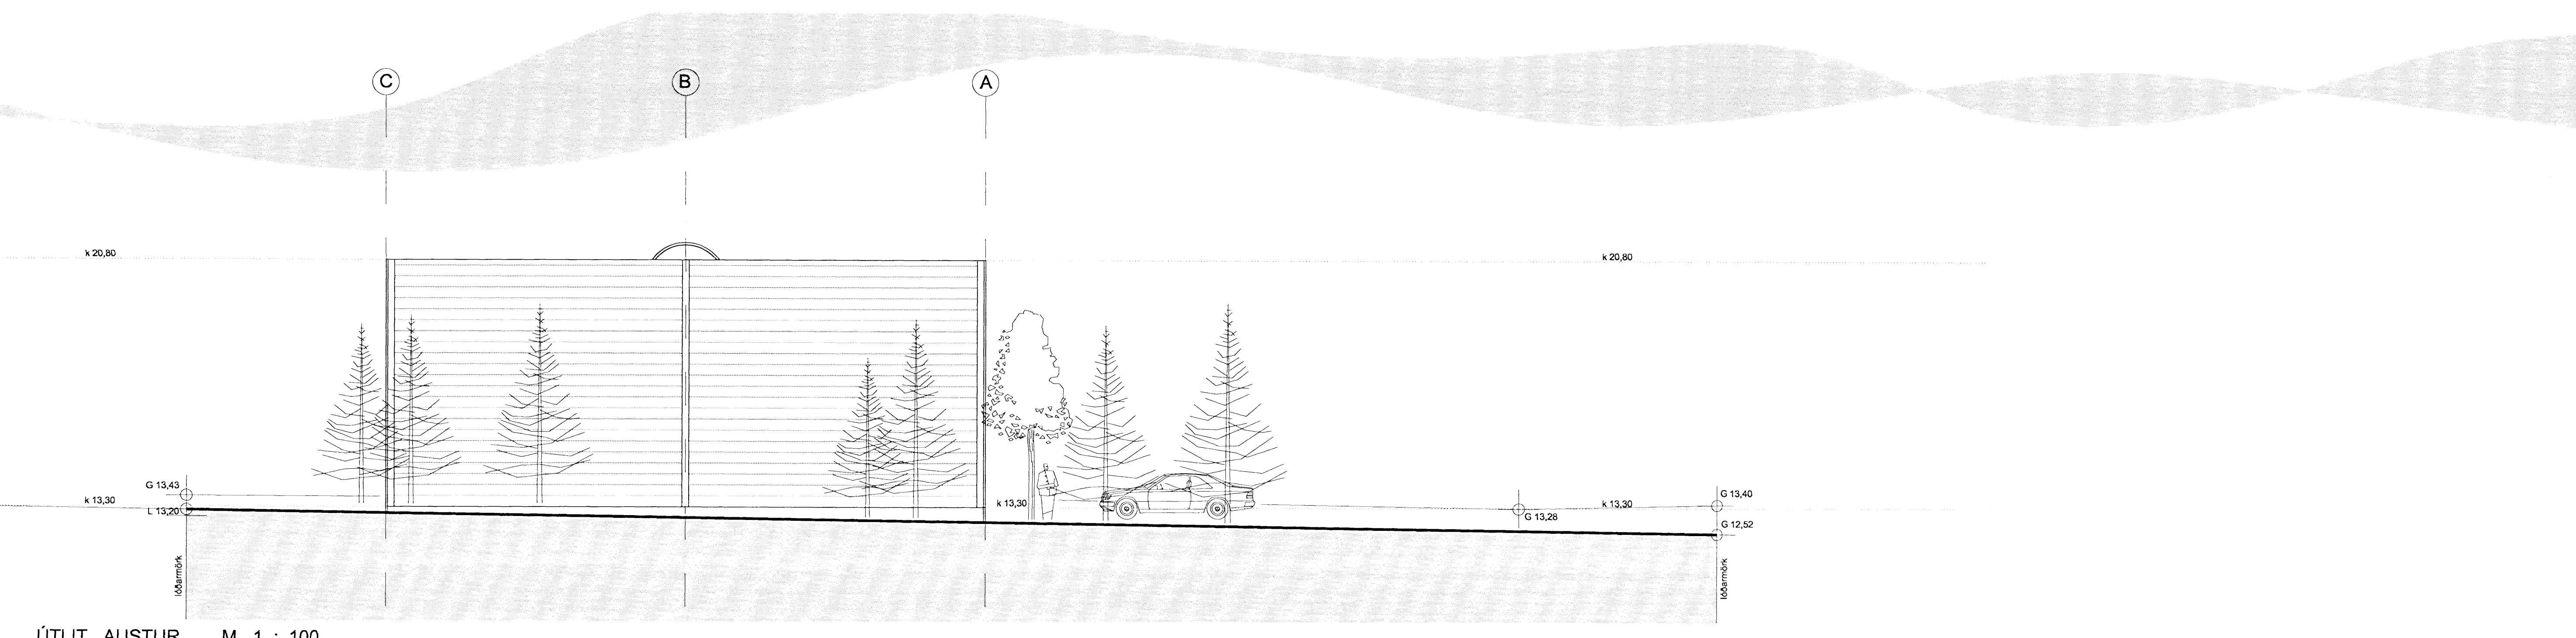 C B A
k 20,80 k 20,80
G 13,43
k 13,30 k 13,30 k 13,30 G 13,40
L 13,20 G 13,28
G 12,52
lóðarmörk lóðarmörk
ÚTLIT AUSTUR M 1 : 100